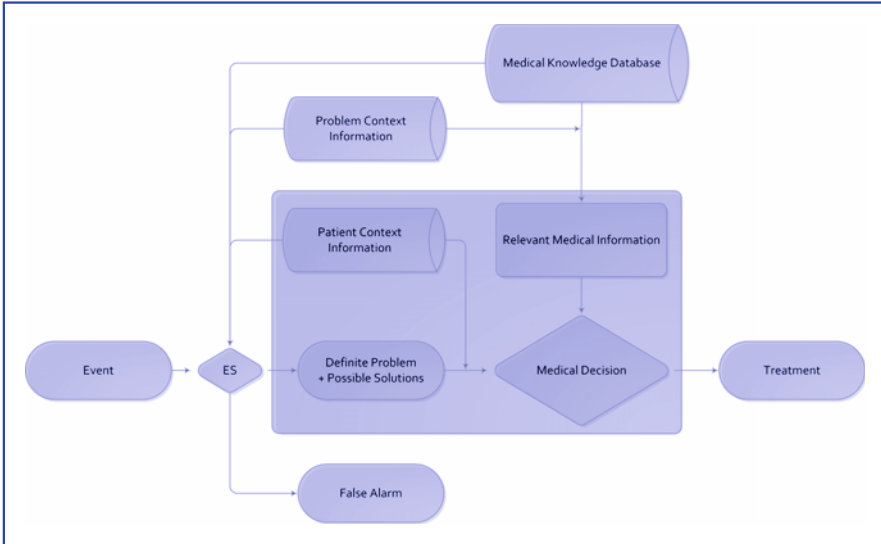 Medical Knowledge Database
Problem Context
Information
Patient Context
Information
Relevant Medical Information
Event
ES
Definite Problem
+ Possible Solutions
Medical Decision
Treatment
False Alarm